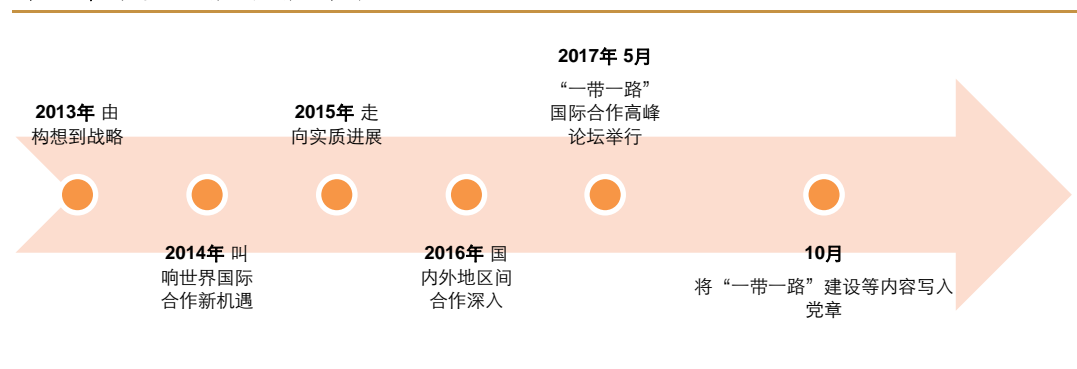 2013年 由
构想到战略
2014年 叫
响世界国际
合作新机遇
2015年 走
向实质进展
2016年 国
内外地区间
合作深入
2017年 5月
“一带一路”
国际合作高峰
论坛举行
10月
将“一带一路”建设等内容写入
党章